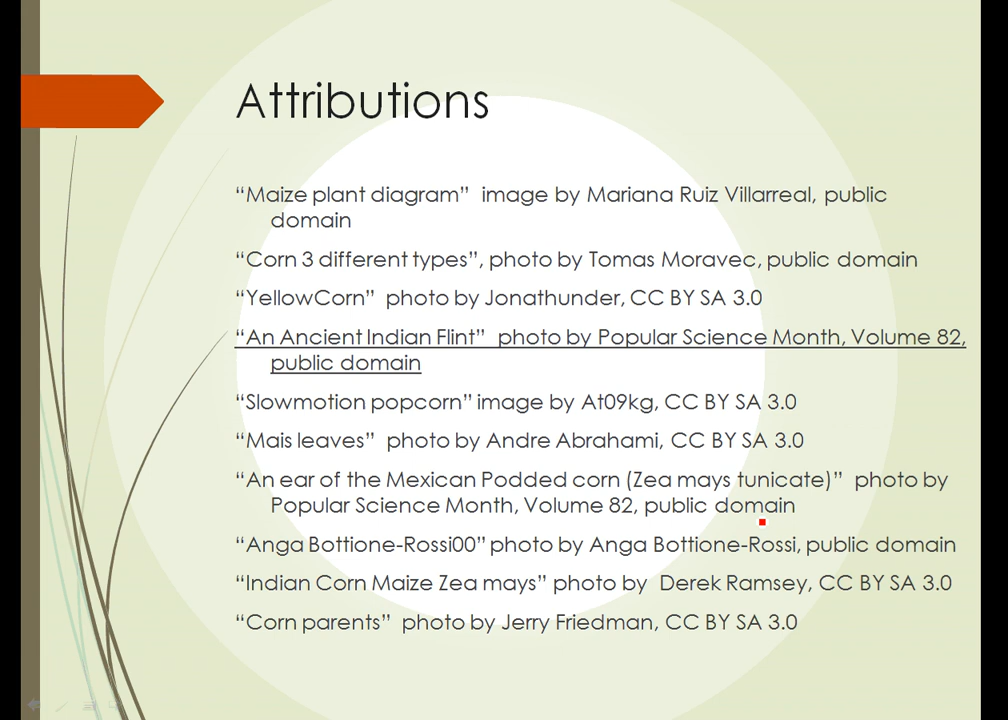 Attributions
“Maize plant diagram”  image by Mariana Ruiz Villarreal, public
domain
“Corn 3 different types”, photo by Tomas Moravec, public domain
“YellowCorn”  photo by Jonathunder, CC BY SA 3.0
“An Ancient Indian Flint”  photo by Popular Science Month, Volume 82,
public domain
“Slowmotion popcorn” image by At09kg, CC BY SA 3.0
“Mais leaves”  photo by Andre Abrahami, CC BY SA 3.0
“An ear of the Mexican Podded corn (Zea mays tunicate)”  photo by
Popular Science Month, Volume 82, public domain
“Anga Bottione-Rossi00” photo by Anga Bottione-Rossi, public domain
“Indian Corn Maize Zea mays” photo by  Derek Ramsey, CC BY SA 3.0
“Corn parents”  photo by Jerry Friedman, CC BY SA 3.0